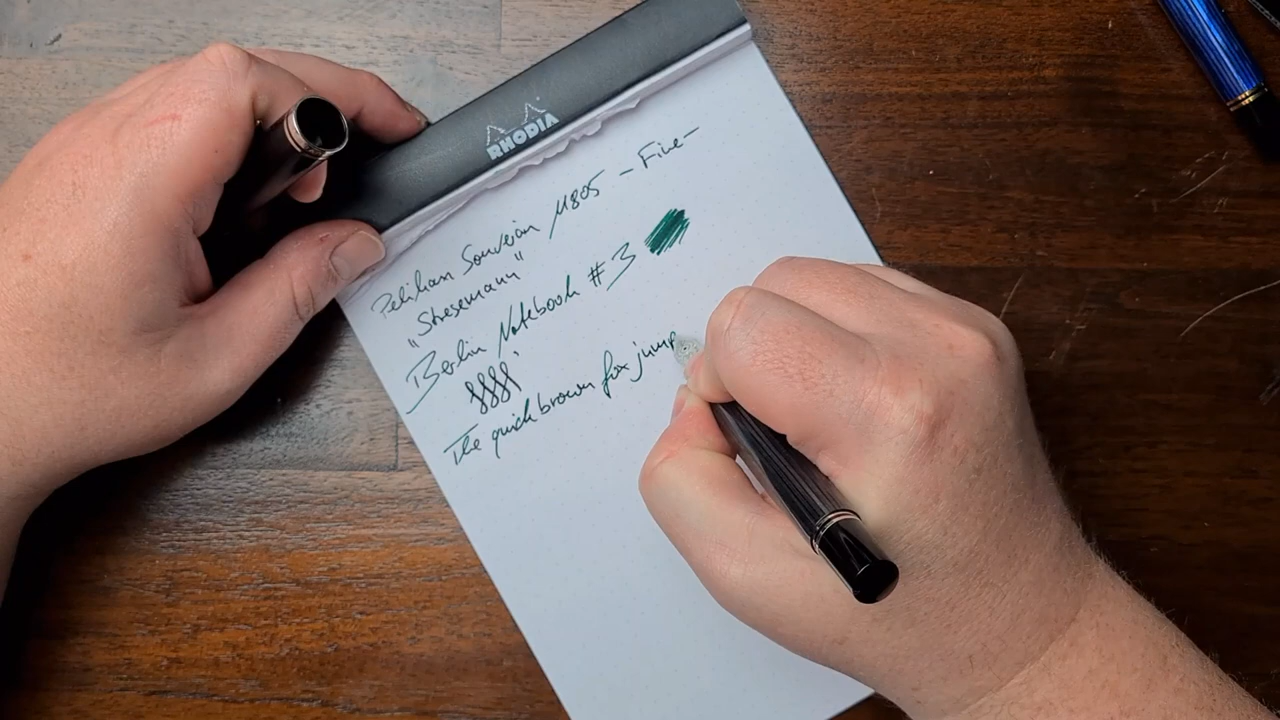 RHODIA
Pelikan Souverän M805 - Fine -
"Stresemann"
Berlin Notebook #3
The quick brown fox jump